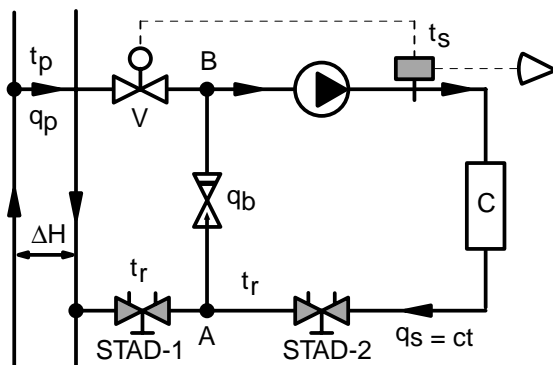 t_p
B
t_s
q_p
V
q_b
C
ΔH
t_r
t_r
STAD-1
A
STAD-2
q_s = ct